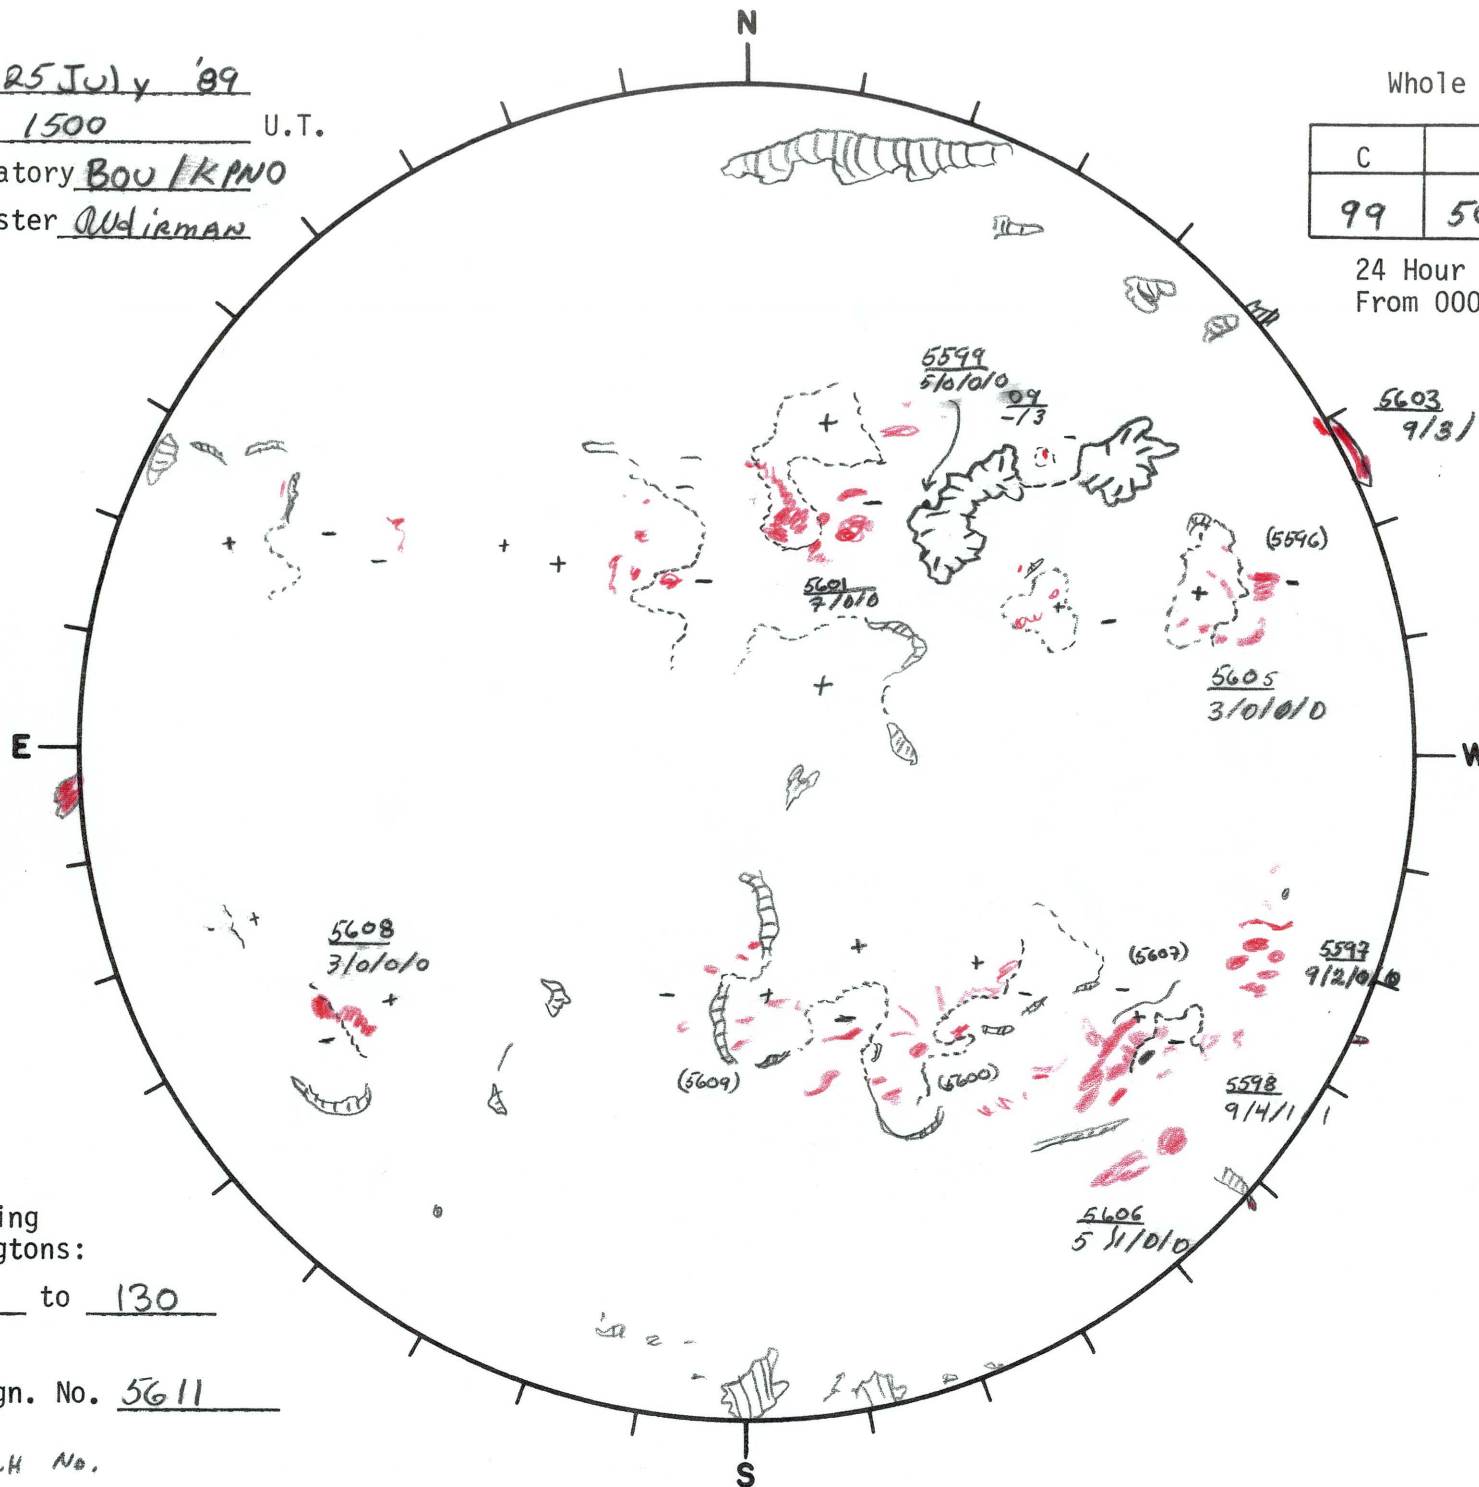 N
25 July '89
1500 U.T.
atory BOU/KPNO
ster
Whole
C
99
24 Hour
From 000
5599
5/0/0/0
09
-/3
5603
9/3/
+
-
(5596)
+
-
-
+
+
-
5601
7/0/0
+
-
+
-
+
5605
3/0/0/0
E
W
+
5608
3/0/0/0
+
-
-
+
+
-
+
-
(5607)
-
+
-
5597
9/2/0/0
(5609)
(5600)
5598
9/4/1/1
5606
5/1/0/0
ing
gtons:
to 130
gn. No. 5611
H No.
S